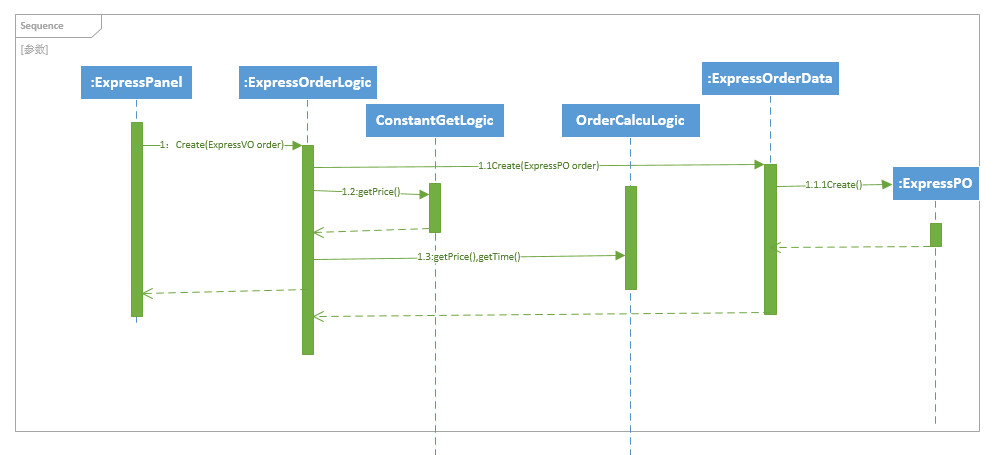 Sequence
[参数]
:ExpressPanel
:ExpressOrderLogic
:ExpressOrderData
ConstantGetLogic
OrderCalcuLogic
1：Create(ExpressVO order)
1.1Create(ExpressPO order)
:ExpressPO
1.1.1Create()
1.2:getPrice()
1.3:getPrice(),getTime()